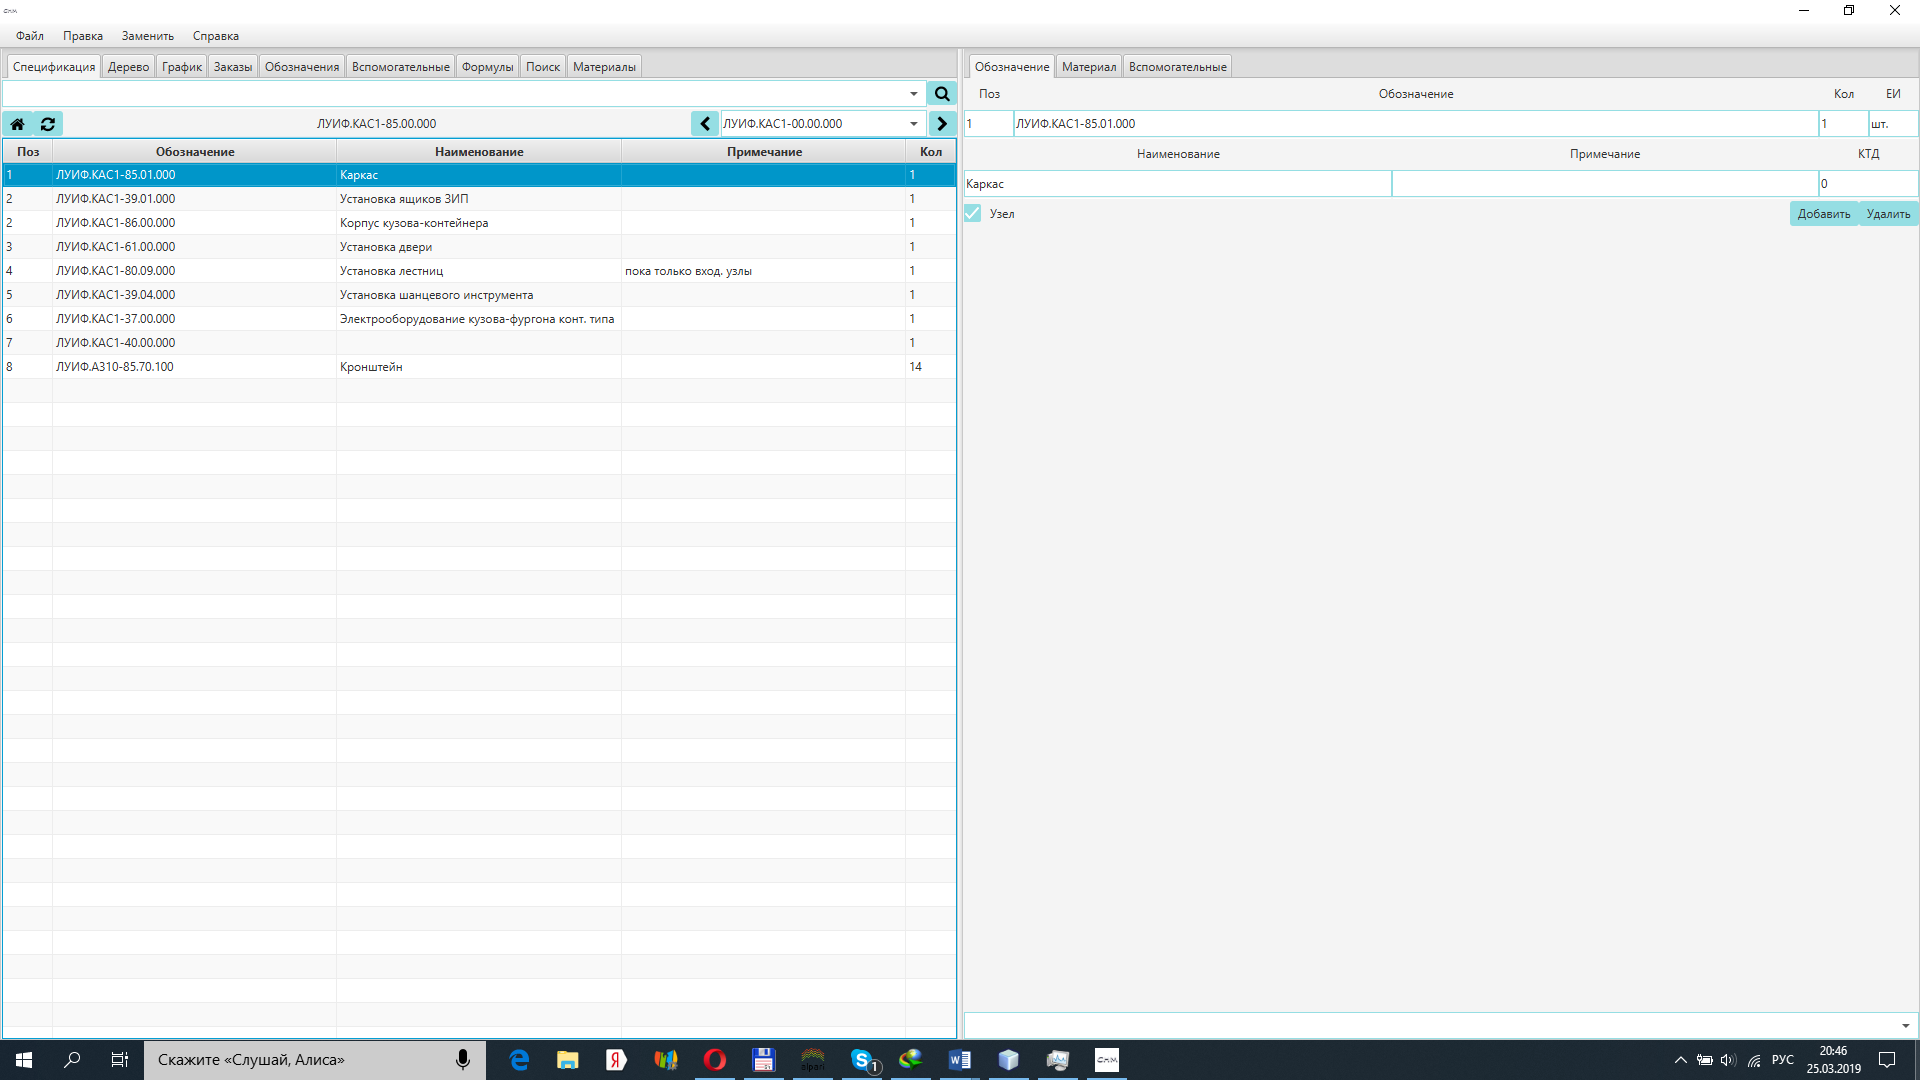 CHM
Файл Правка Заменить Справка
Спецификация Дерево График Заказы Обозначения Вспомогательные Формулы Поиск Материалы
ЛУИФ.КАС1-85.00.000 ЛУИФ.КАС1-00.00.000
Поз Обозначение Наименование Примечание Кол
1 ЛУИФ.КАС1-85.01.000 Каркас 1
2 ЛУИФ.КАС1-39.01.000 Установка ящиков ЗИП 1
2 ЛУИФ.КАС1-86.00.000 Корпус кузова-контейнера 1
3 ЛУИФ.КАС1-61.00.000 Установка двери 1
4 ЛУИФ.КАС1-80.09.000 Установка лестниц пока только вход. узлы 1
5 ЛУИФ.КАС1-39.04.000 Установка шанцевого инструмента 1
6 ЛУИФ.КАС1-37.00.000 Электрооборудование кузова-фургона конт. типа 1
7 ЛУИФ.КАС1-40.00.000 1
8 ЛУИФ.А310-85.70.100 Кронштейн 14
Обозначение Материал Вспомогательные
Поз Обозначение Кол ЕИ
1 ЛУИФ.КАС1-85.01.000 1 шт.
Наименование Примечание КТД
Каркас 0
Узел Добавить Удалить
Скажите «Слушай, Алиса»
Я
51
alpari
1
CHM
РУС
20:46
25.03.2019